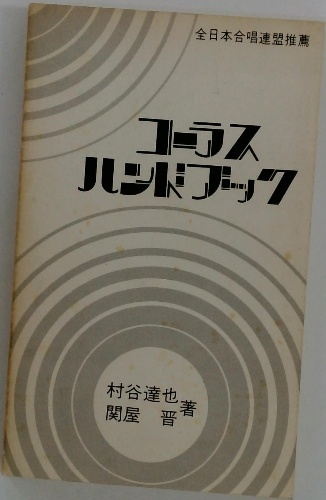 全日本合唱連盟推薦
コーラス
ハンドブック
村谷達也
関屋 晋 著